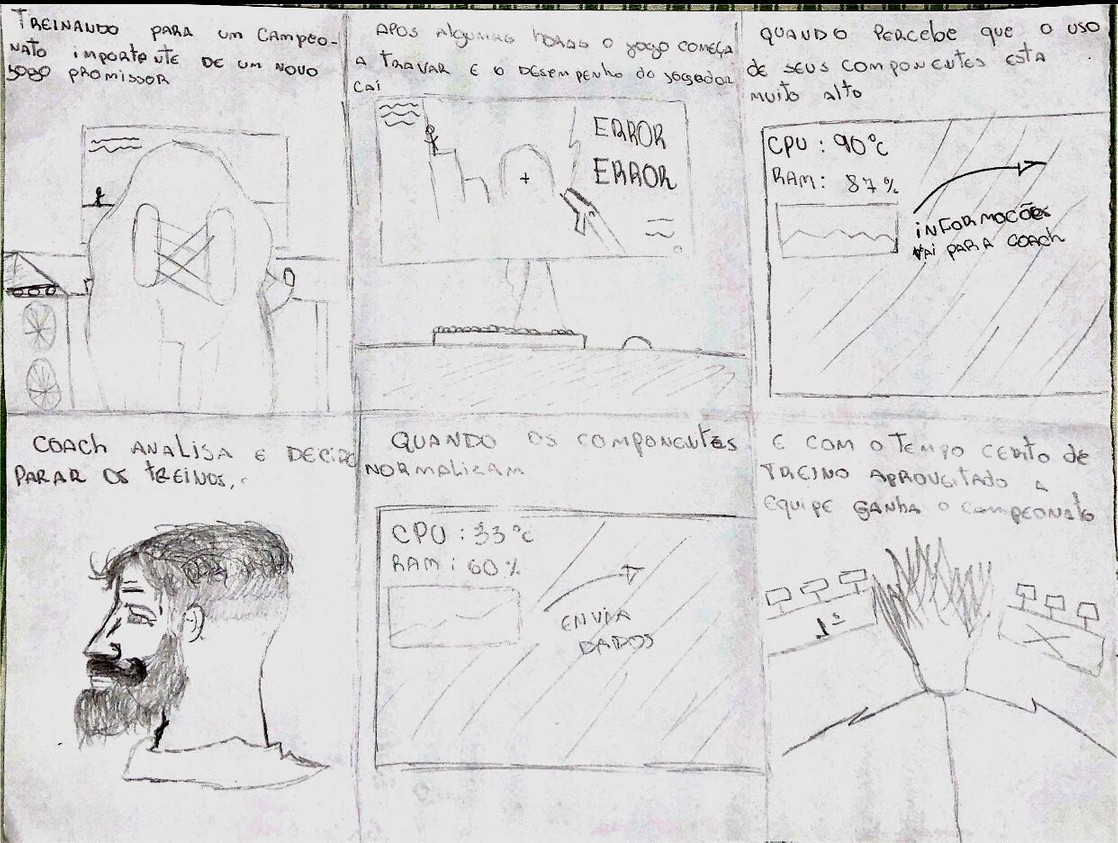 TREINANDO PARA UM CAMPEO-
NATO IMPORTANTE DE UM NOVO
JOGO PROMISSOR
APOS ALGUMAS HORAS O JOGO COMEÇA
A TRAVAR E O DESEMPENHO DO JOGADOR
CAI
ERROR
ERROR
QUANDO PERCEBE QUE O USO
DE SEUS COMPONENTES ESTA
MUITO ALTO
CPU : 90°C
RAM: 87%
INFORMAÇÕES
VAI PARA COACH
COACH ANALISA E DECIDE
PARAR OS TREINOS,
QUANDO OS COMPONENTES
NORMALIZAM
CPU : 33°C
RAM : 60%
ENVIA
DADOS
E COM O TEMPO CERTO DE
TREINO APROVEITADO A
EQUIPE GANHA O CAMPEONATO
1º